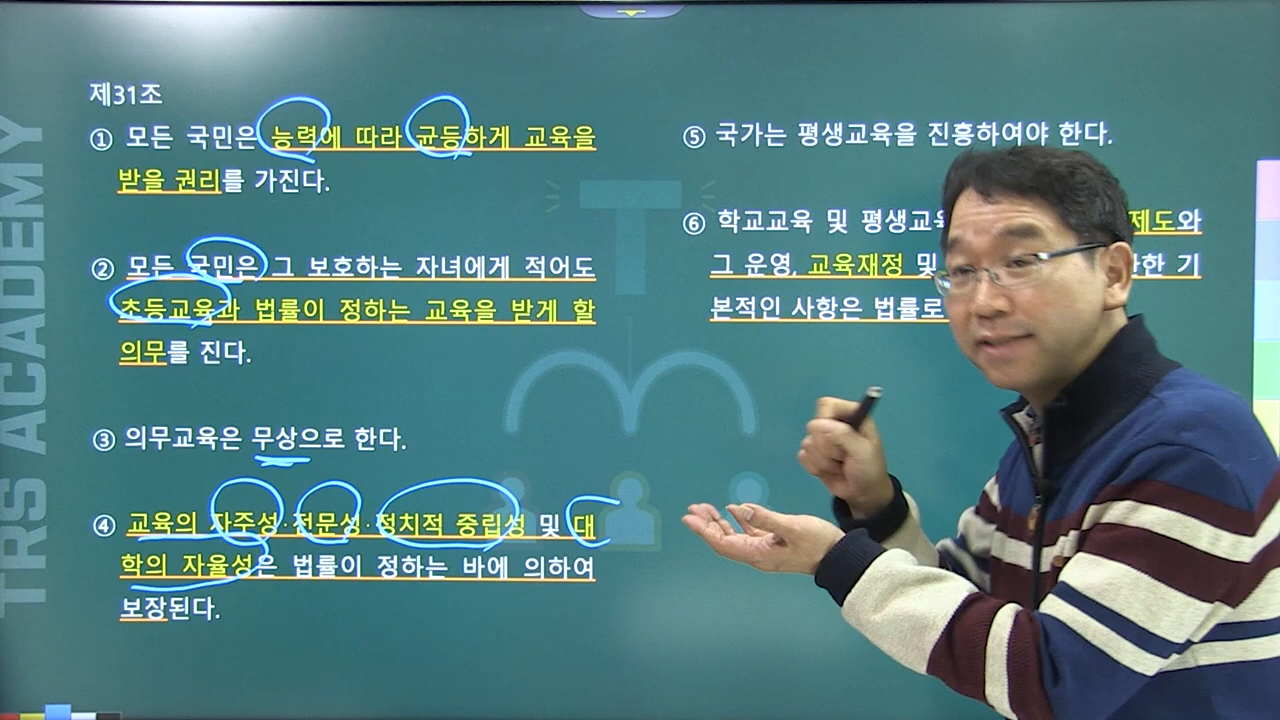 제31조
① 모든 국민은 능력에 따라 균등하게 교육을
받을 권리를 가진다.
② 모든 국민은 그 보호하는 자녀에게 적어도
초등교육과 법률이 정하는 교육을 받게 할
의무를 진다.
③ 의무교육은 무상으로 한다.
④ 교육의 자주성·전문성·정치적 중립성 및 대
학의 자율성은 법률이 정하는 바에 의하여
보장된다.
⑤ 국가는 평생교육을 진흥하여야 한다.
⑥ 학교교육 및 제도와
그 운영, 교육재정 및 기
본적인 사항은 법률로
TRS ACADEMY